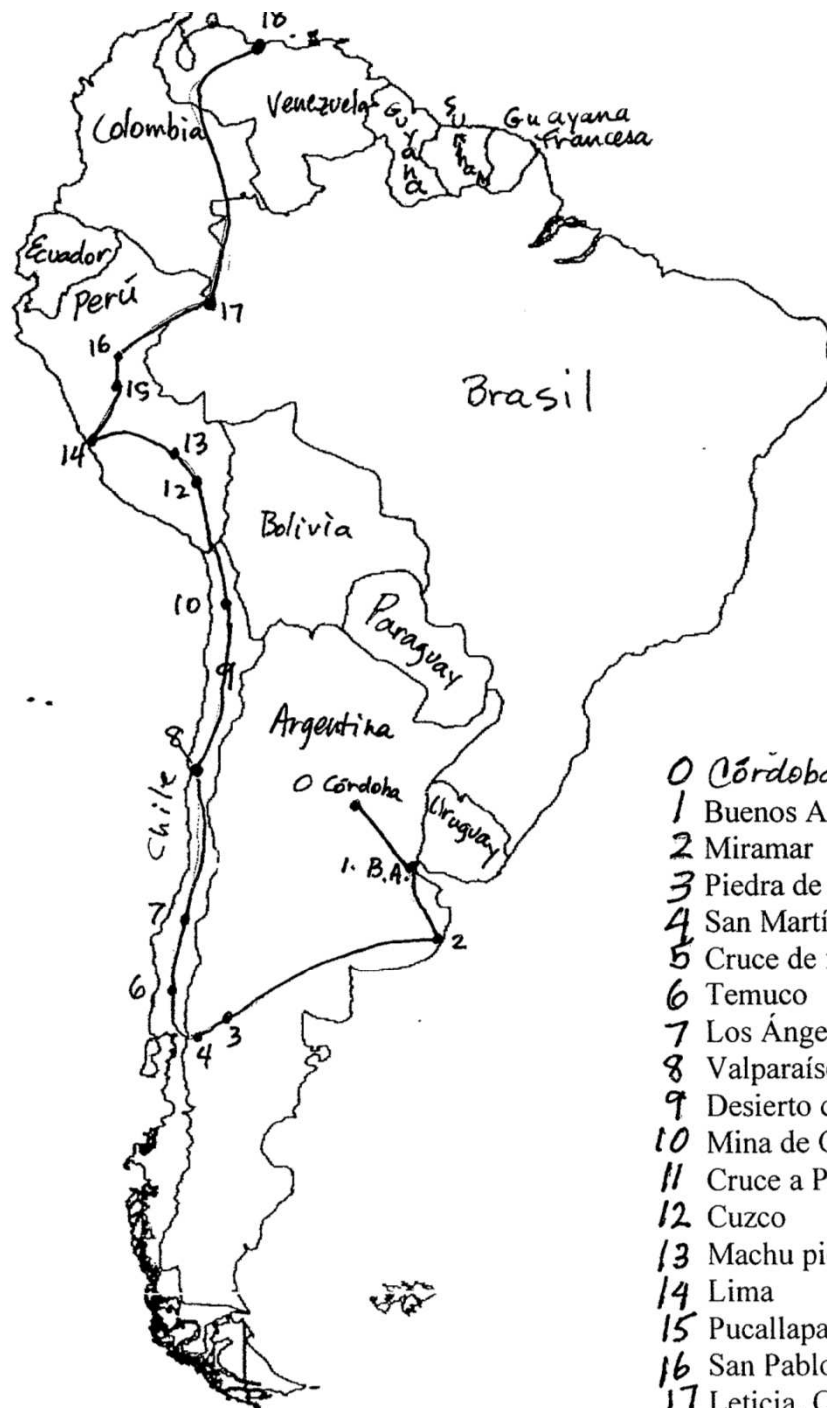 18
Venezuela
Guyana
Surinam
Guayana
Francesa
Colombia
Ecuador
Perú
17
16
15
Brasil
14
13
12
Bolivia
10
Paraguay
9
Argentina
8
Chile
0 Córdoba
Uruguay
1. B.A.
7
2
6
3
4
0 Córdoba
1 Buenos A
2 Miramar
3 Piedra de
4 San Martí
5 Cruce de
6 Temuco
7 Los Ánge
8 Valparaís
9 Desierto
10 Mina de
11 Cruce a P
12 Cuzco
13 Machu pi
14 Lima
15 Pucallapa
16 San Pablo
17 Leticia, C